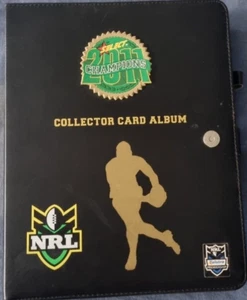 SELECT
2011
CHAMPIONS
COLLECTOR CARD ALBUM
NRL